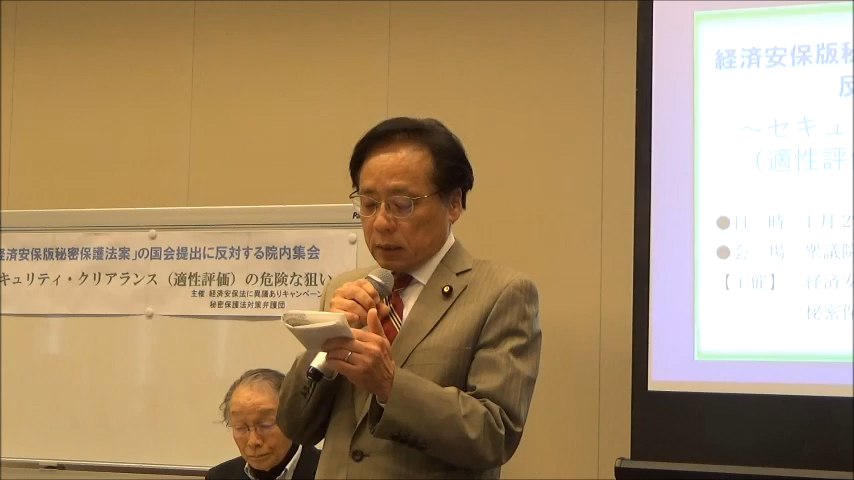 経済安保版秘密保護法案」の国会提出に反対する院内集会
キュリティ・クリアランス（適性評価）の危険な狙い
主催 経済安保法に異議ありキャンペーン
秘密保護法対策弁護団
経済安保版秘
反
～セキュ
（適性評
●日 時 1月2
●会 場 衆議院
【主催】 経済安
秘密保